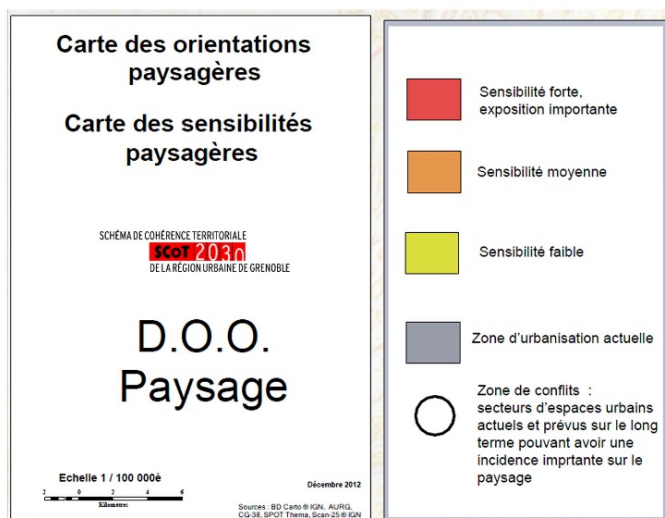 Carte des orientations
paysagères
Carte des sensibilités
paysagères
SCHÉMA DE COHÉRENCE TERRITORIALE
SCoT 2030
DE LA RÉGION URBAINE DE GRENOBLE
D.O.O.
Paysage
Echelle 1 / 100 000è
2 0 2 4 6
Kilomètres
Décembre 2012
Sources : BD Carto ® IGN, AURG,
CG-38, SPOT Thema, Scan-25 ® IGN
Sensibilité forte,
exposition importante
Sensibilité moyenne
Sensibilité faible
Zone d'urbanisation actuelle
Zone de conflits :
secteurs d'espaces urbains
actuels et prévus sur le long
terme pouvant avoir une
incidence imprtante sur le
paysage